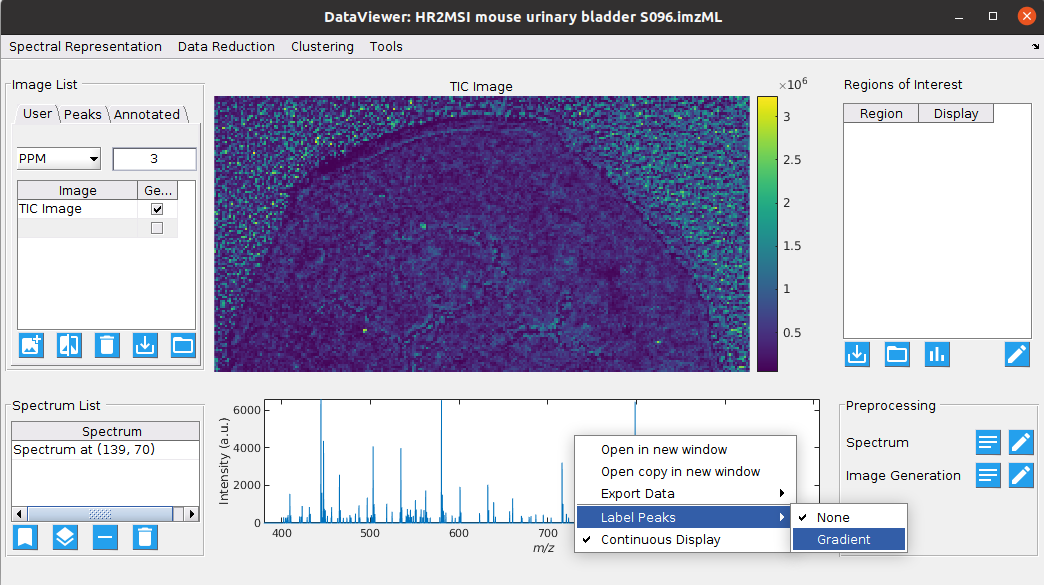 DataViewer: HR2MSI mouse urinary bladder S096.imzML
Spectral Representation Data Reduction Clustering Tools
Image List
User Peaks Annotated
PPM 3
Image Ge...
TIC Image
TIC Image
×10⁶
3
2.5
2
1.5
1
0.5
Regions of Interest
Region Display
Spectrum List
Spectrum
Spectrum at (139, 70)
Intensity (a.u.)
6000
4000
2000
0
400 500 600 700
m/z
Open in new window
Open copy in new window
Export Data
Label Peaks
Continuous Display
None
Gradient
Preprocessing
Spectrum
Image Generation